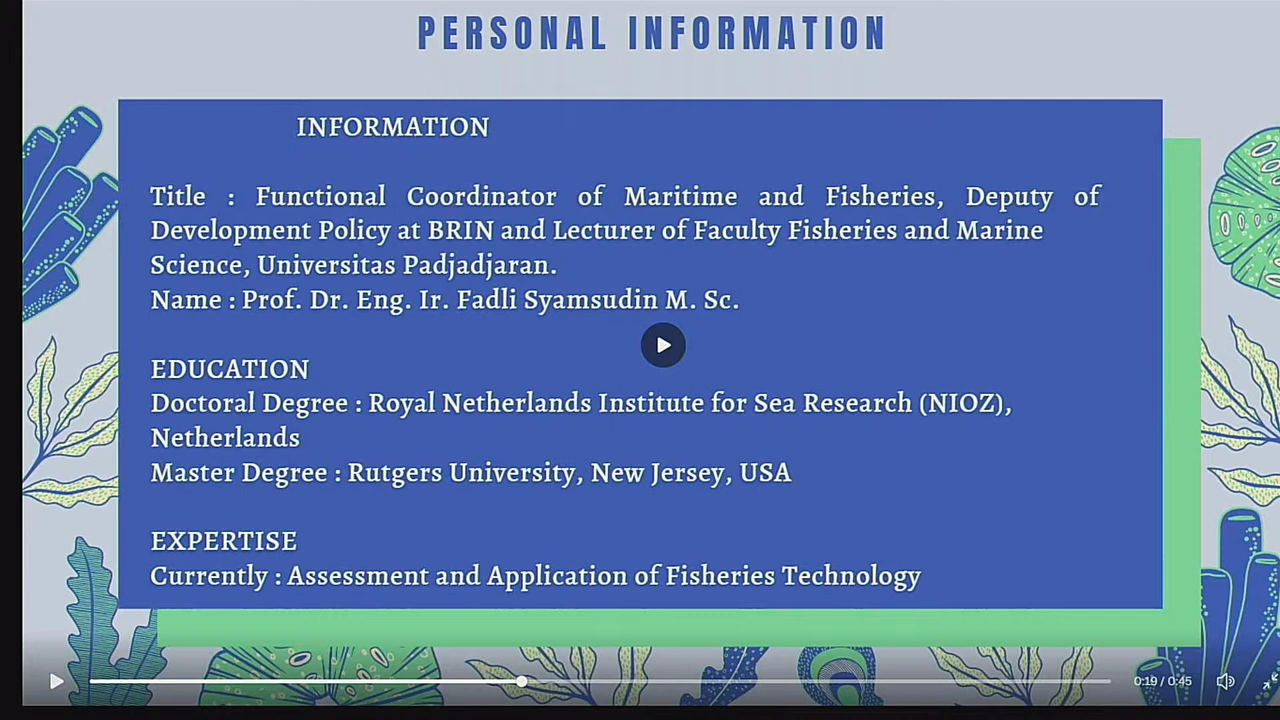 PERSONAL INFORMATION
INFORMATION
Title : Functional Coordinator of Maritime and Fisheries, Deputy of
Development Policy at BRIN and Lecturer of Faculty Fisheries and Marine
Science, Universitas Padjadjaran.
Name : Prof. Dr. Eng. Ir. Fadli Syamsudin M. Sc.
EDUCATION
Doctoral Degree : Royal Netherlands Institute for Sea Research (NIOZ),
Netherlands
Master Degree : Rutgers University, New Jersey, USA
EXPERTISE
Currently : Assessment and Application of Fisheries Technology
0:19 / 0:45